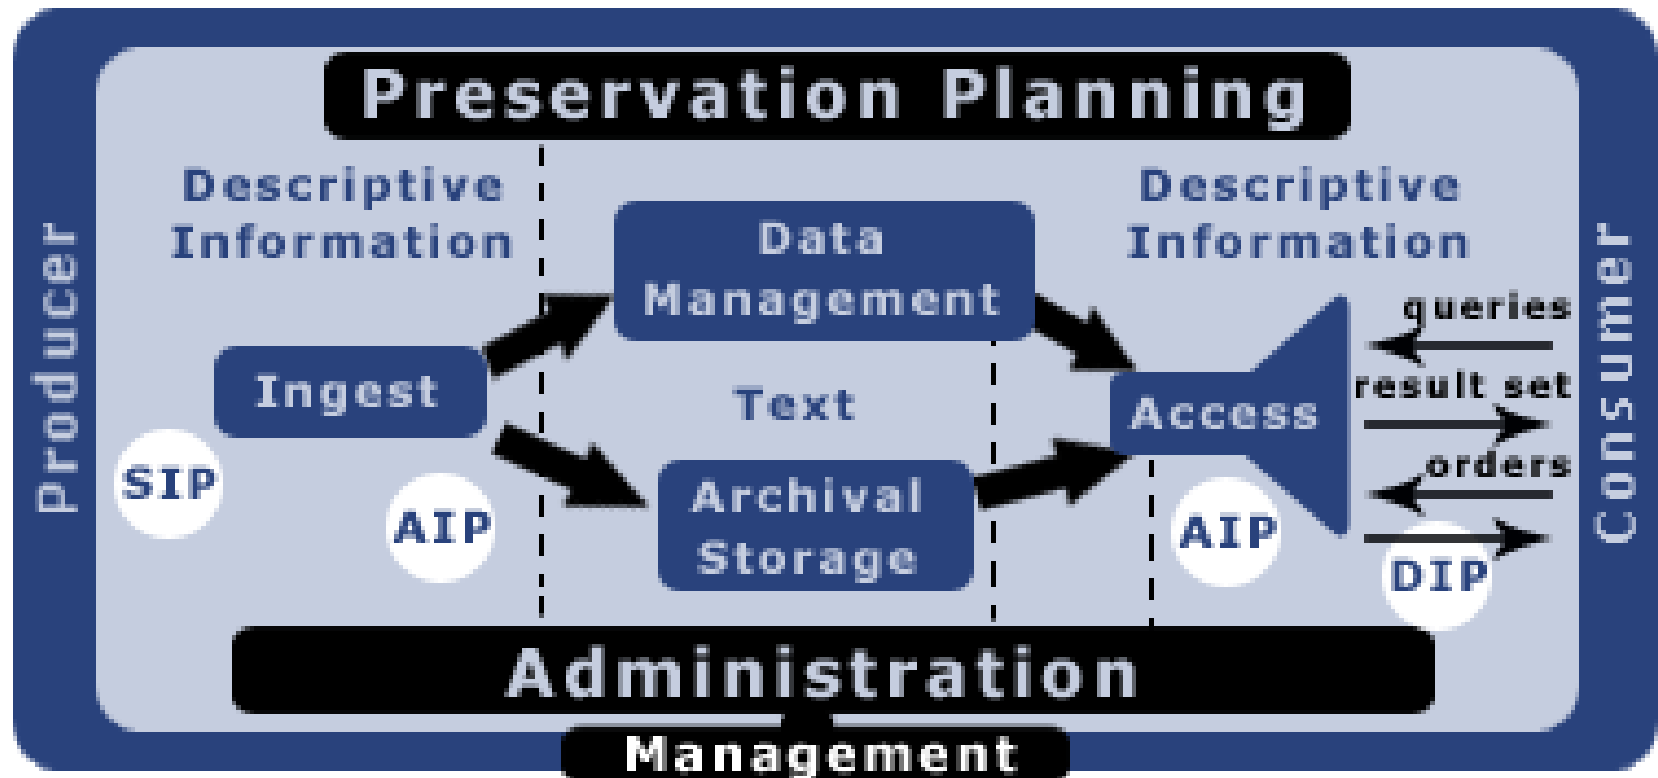 Preservation Planning
Descriptive
Information
Descriptive
Information
Data
Management
Producer
Consumer
queries
Ingest
Text
Access
result set
orders
SIP
AIP
Archival
Storage
AIP
DIP
Administration
Management